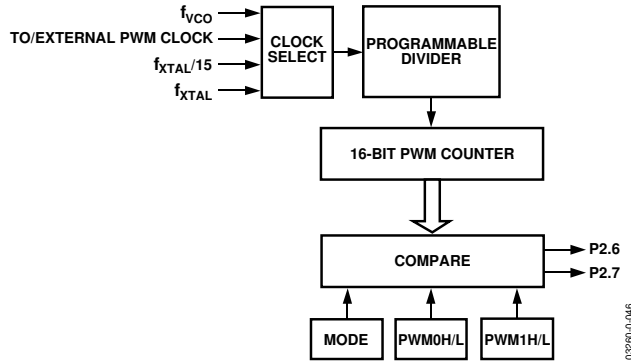 fVCO
TO/EXTERNAL PWM CLOCK
fXTAL/15
fXTAL
CLOCK
SELECT
PROGRAMMABLE
DIVIDER
16-BIT PWM COUNTER
COMPARE
P2.6
P2.7
MODE
PWM0H/L
PWM1H/L
03260-0-046